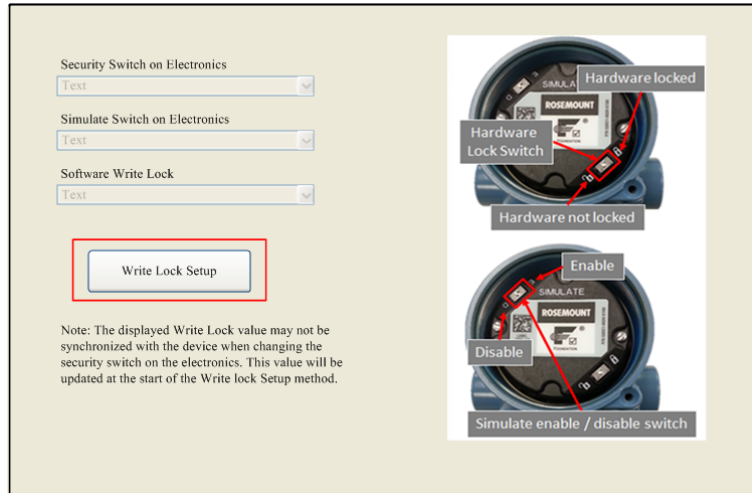 Security Switch on Electronics
Text
Simulate Switch on Electronics
Text
Software Write Lock
Text
Write Lock Setup
Note: The displayed Write Lock value may not be
synchronized with the device when changing the
security switch on the electronics. This value will be
updated at the start of the Write lock Setup method.
Hardware locked
SIMULA
ROSEMOUNT
Hardware
Lock Switch
FOUNDATION
Hardware not locked
Enable
SIMULATE
ROSEMOUNT
FOUNDATION
Disable
Simulate enable / disable switch